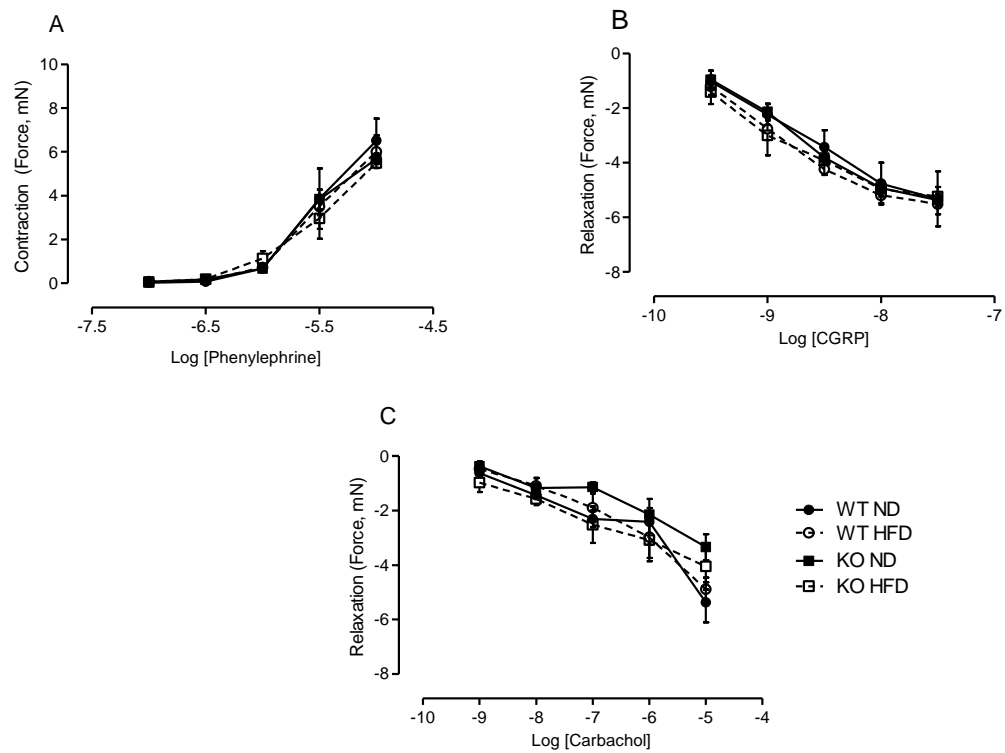 A
Contraction (Force, mN)
10
8
6
4
2
0
-7.5
-6.5
-5.5
-4.5
Log [Phenylephrine]
B
Relaxation (Force, mN)
0
-2
-4
-6
-8
-10
-9
-8
-7
Log [CGRP]
C
Relaxation (Force, mN)
0
-2
-4
-6
-8
-10
-9
-8
-7
-6
-5
-4
Log [Carbachol]
WT ND
WT HFD
KO ND
KO HFD